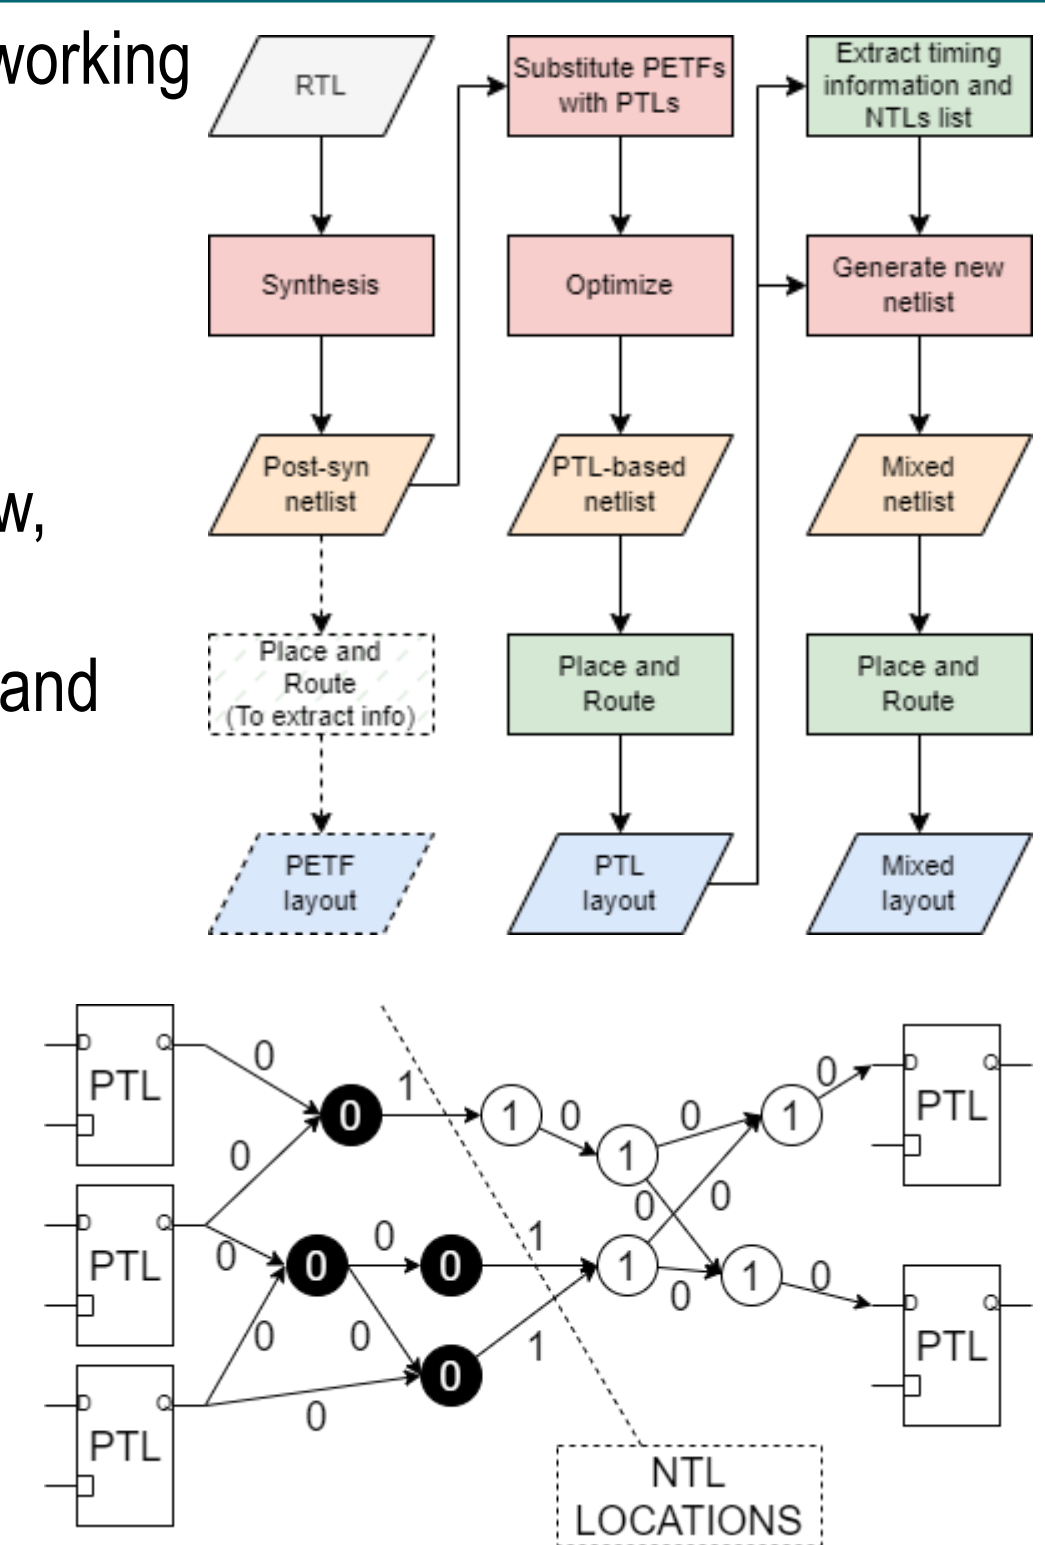 working
w,
and
RTL
Synthesis
Post-syn
netlist
Place and
Route
(To extract info)
PETF
layout
Substitute PETFs
with PTLs
Optimize
PTL-based
netlist
Place and
Route
PTL
layout
Extract timing
information and
NTLs list
Generate new
netlist
Mixed
netlist
Place and
Route
Mixed
layout
D Q
PTL
D Q
PTL
D Q
PTL
0
0
0
0
0
0
0
0
0
0
0
1
1
1
1
0
1
0
0
0
0
0
1
1
1
0
0
D Q
PTL
D Q
PTL
NTL
LOCATIONS